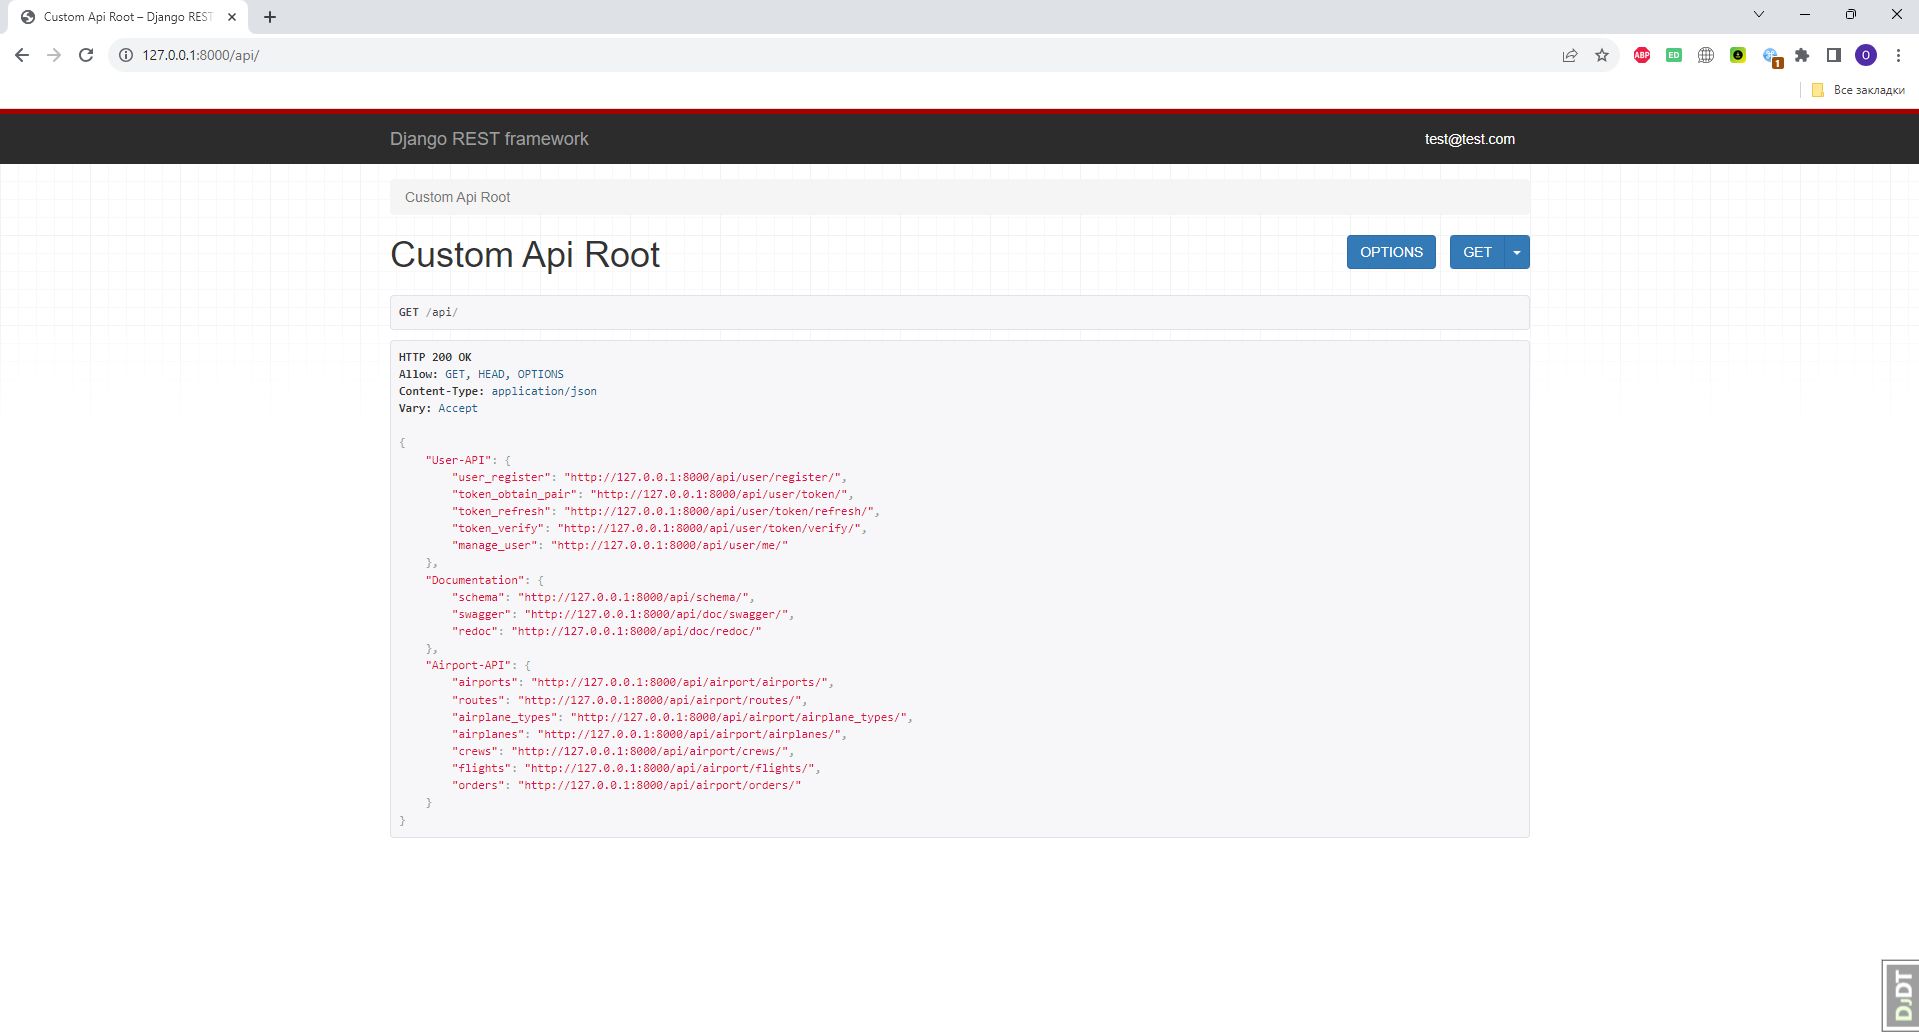 Custom Api Root – Django REST
127.0.0.1:8000/api/
ABP
ED
1
O
Все закладки
Django REST framework
test@test.com
Custom Api Root
Custom Api Root
OPTIONS
GET
GET /api/
HTTP 200 OK
Allow: GET, HEAD, OPTIONS
Content-Type: application/json
Vary: Accept
{
    "User-API": {
        "user_register": "http://127.0.0.1:8000/api/user/register/",
        "token_obtain_pair": "http://127.0.0.1:8000/api/user/token/",
        "token_refresh": "http://127.0.0.1:8000/api/user/token/refresh/",
        "token_verify": "http://127.0.0.1:8000/api/user/token/verify/",
        "manage_user": "http://127.0.0.1:8000/api/user/me/"
    },
    "Documentation": {
        "schema": "http://127.0.0.1:8000/api/schema/",
        "swagger": "http://127.0.0.1:8000/api/doc/swagger/",
        "redoc": "http://127.0.0.1:8000/api/doc/redoc/"
    },
    "Airport-API": {
        "airports": "http://127.0.0.1:8000/api/airport/airports/",
        "routes": "http://127.0.0.1:8000/api/airport/routes/",
        "airplane_types": "http://127.0.0.1:8000/api/airport/airplane_types/",
        "airplanes": "http://127.0.0.1:8000/api/airport/airplanes/",
        "crews": "http://127.0.0.1:8000/api/airport/crews/",
        "flights": "http://127.0.0.1:8000/api/airport/flights/",
        "orders": "http://127.0.0.1:8000/api/airport/orders/"
    }
}
DjDT